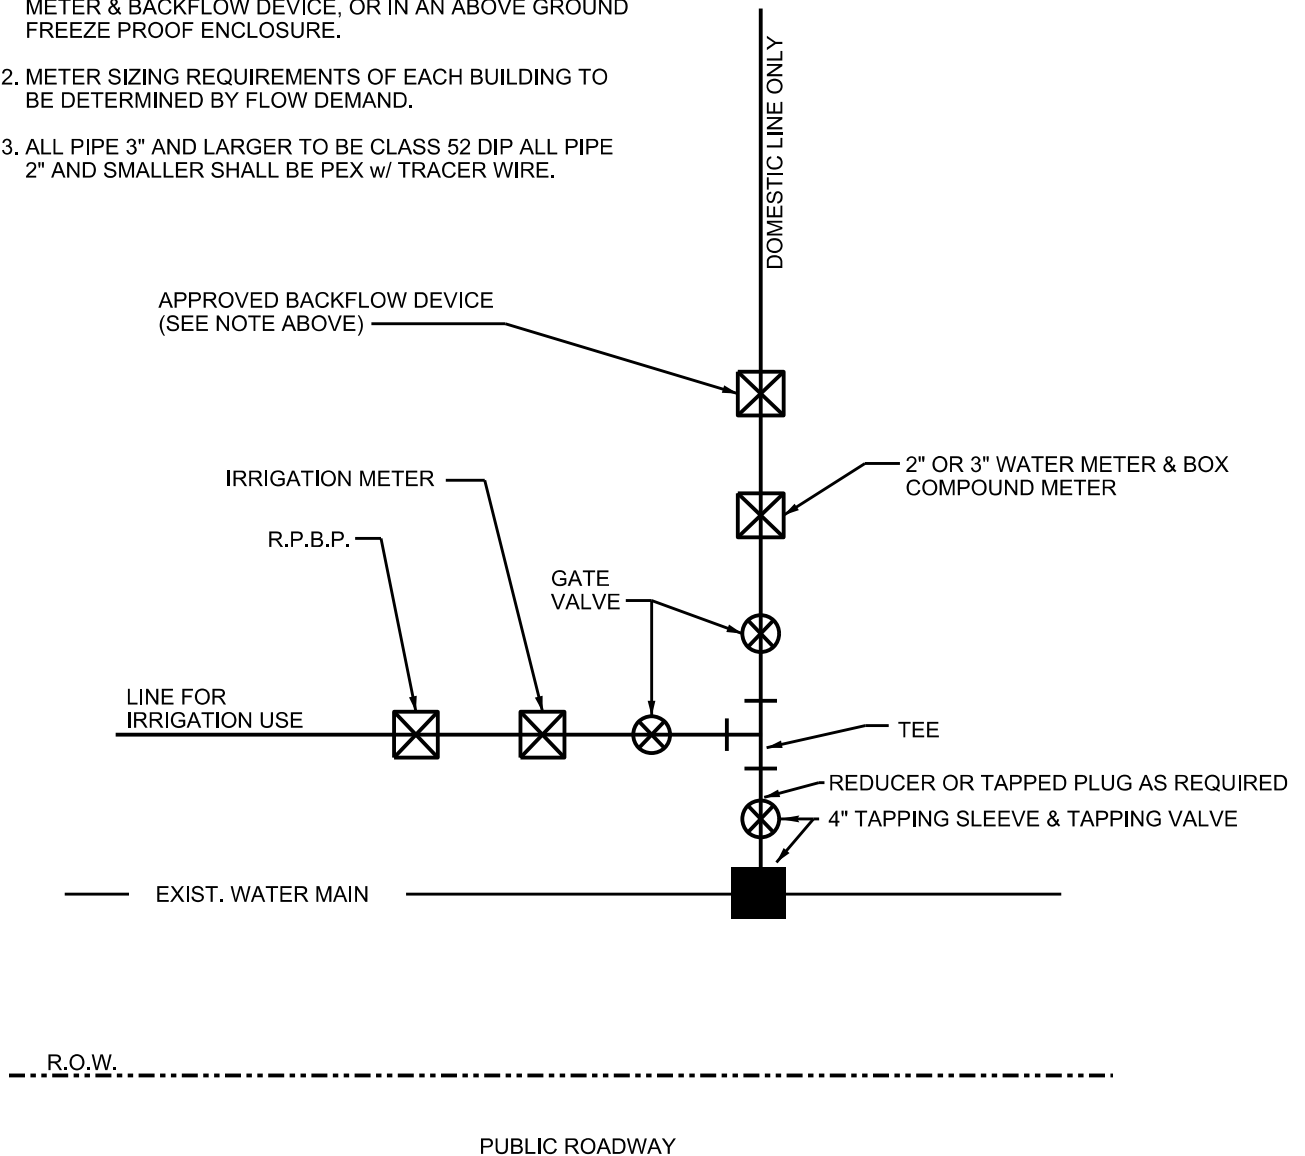 METER & BACKFLOW DEVICE, OR IN AN ABOVE GROUND
FREEZE PROOF ENCLOSURE.
2. METER SIZING REQUIREMENTS OF EACH BUILDING TO
BE DETERMINED BY FLOW DEMAND.
3. ALL PIPE 3" AND LARGER TO BE CLASS 52 DIP ALL PIPE
2" AND SMALLER SHALL BE PEX w/ TRACER WIRE.
DOMESTIC LINE ONLY
APPROVED BACKFLOW DEVICE
(SEE NOTE ABOVE)
2" OR 3" WATER METER & BOX
COMPOUND METER
IRRIGATION METER
R.P.B.P.
GATE
VALVE
LINE FOR
IRRIGATION USE
TEE
REDUCER OR TAPPED PLUG AS REQUIRED
4" TAPPING SLEEVE & TAPPING VALVE
EXIST. WATER MAIN
R.O.W.
PUBLIC ROADWAY